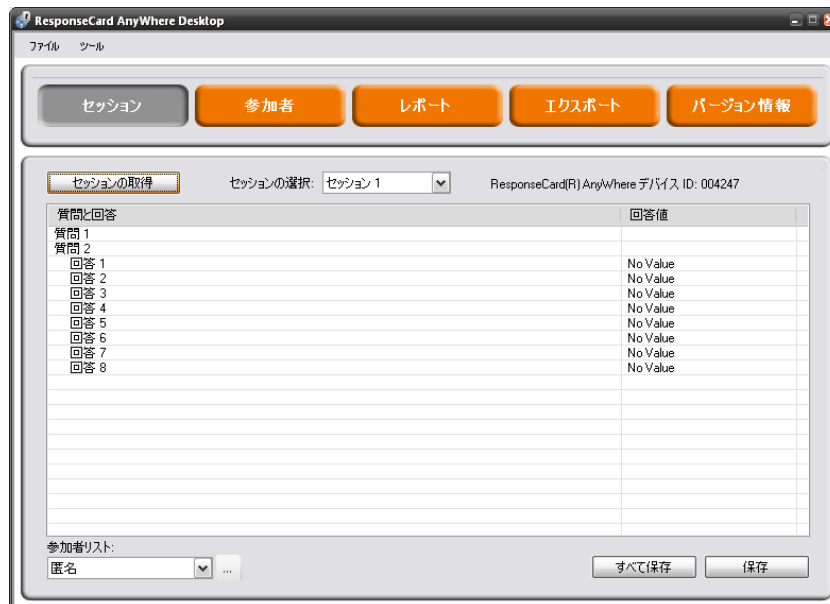 ResponseCard AnyWhere Desktop
ファイル ツール
セッション 参加者 レポート エクスポート バージョン情報
セッションの取得 セッションの選択: セッション 1 ResponseCard(R) AnyWhere デバイス ID: 004247
質問と回答 回答値
質問 1
質問 2
回答 1 No Value
回答 2 No Value
回答 3 No Value
回答 4 No Value
回答 5 No Value
回答 6 No Value
回答 7 No Value
回答 8 No Value
参加者リスト:
匿名 ... すべて保存 保存